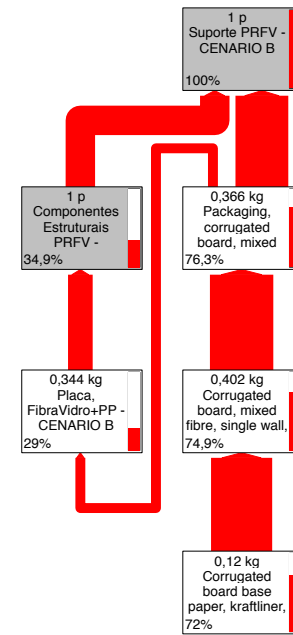 1 p
Suporte PRFV -
CENARIO B
100%
1 p
Componentes
Estruturais
PRFV -
34,9%
0,366 kg
Packaging,
corrugated
board, mixed
76,3%
0,344 kg
Placa,
FibraVidro+PP -
CENARIO B
29%
0,402 kg
Corrugated
board, mixed
fibre, single wall,
74,9%
0,12 kg
Corrugated
board base
paper, kraftliner,
72%